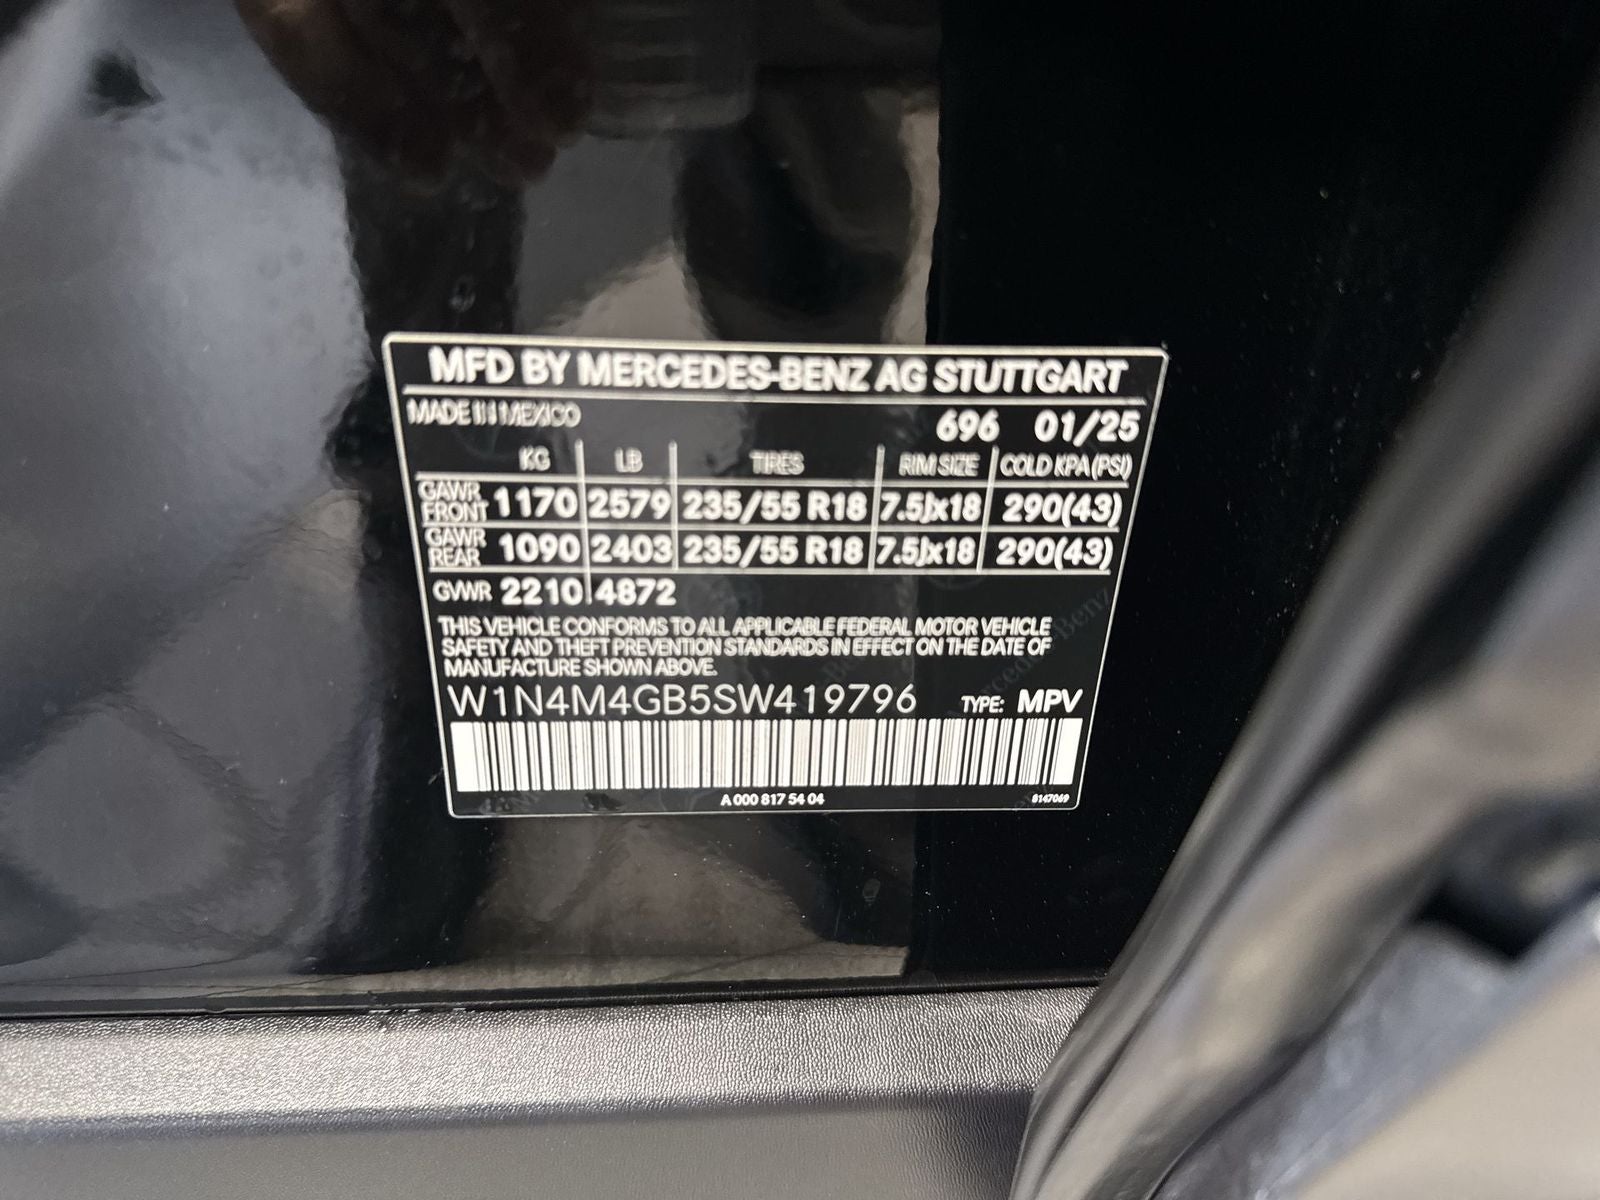 MFD BY MERCEDES-BENZ AG STUTTGART
MADE IN MEXICO 696 01/25
KG LB TIRES RIM SIZE COLD KPA (PSI)
GAWR FRONT 1170 2579 235/55 R18 7.5Jx18 290(43)
GAWR REAR 1090 2403 235/55 R18 7.5Jx18 290(43)
GVWR 2210 4872
THIS VEHICLE CONFORMS TO ALL APPLICABLE FEDERAL MOTOR VEHICLE
SAFETY AND THEFT PREVENTION STANDARDS IN EFFECT ON THE DATE OF
MANUFACTURE SHOWN ABOVE.
W1N4M4GB5SW419796 TYPE: MPV
A 000 817 54 04 8147069
Mercedes-Benz